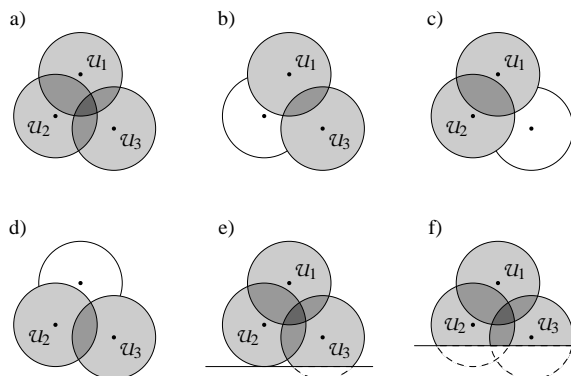 a) b) c)
𝒰₁ 𝒰₁ 𝒰₁
𝒰₂ 𝒰₃ 𝒰₃ 𝒰₂
d) e) f)
𝒰₁ 𝒰₁
𝒰₂ 𝒰₃ 𝒰₂ 𝒰₃ 𝒰₂ 𝒰₃